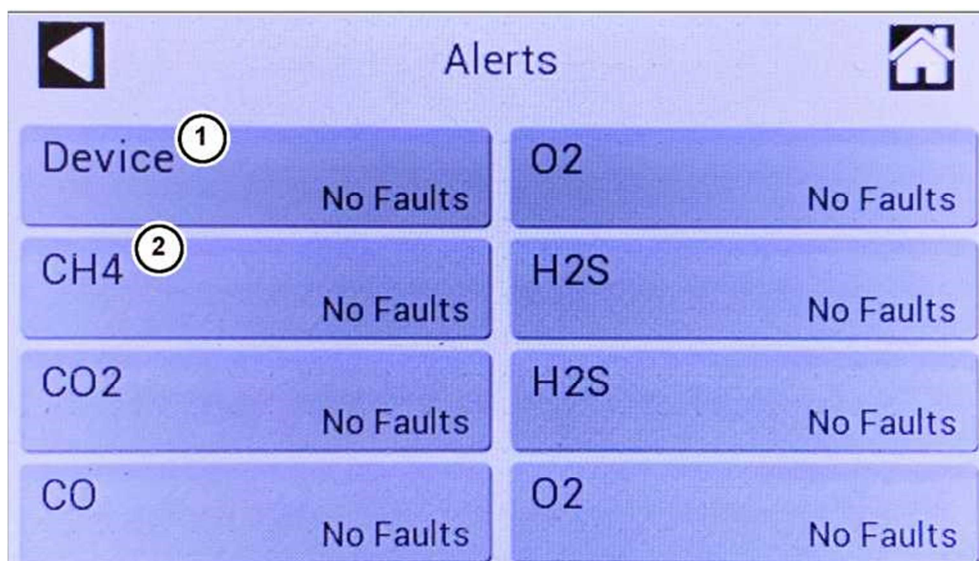 Alerts
Device 1
No Faults
O2
No Faults
CH4 2
No Faults
H2S
No Faults
CO2
No Faults
H2S
No Faults
CO
No Faults
O2
No Faults